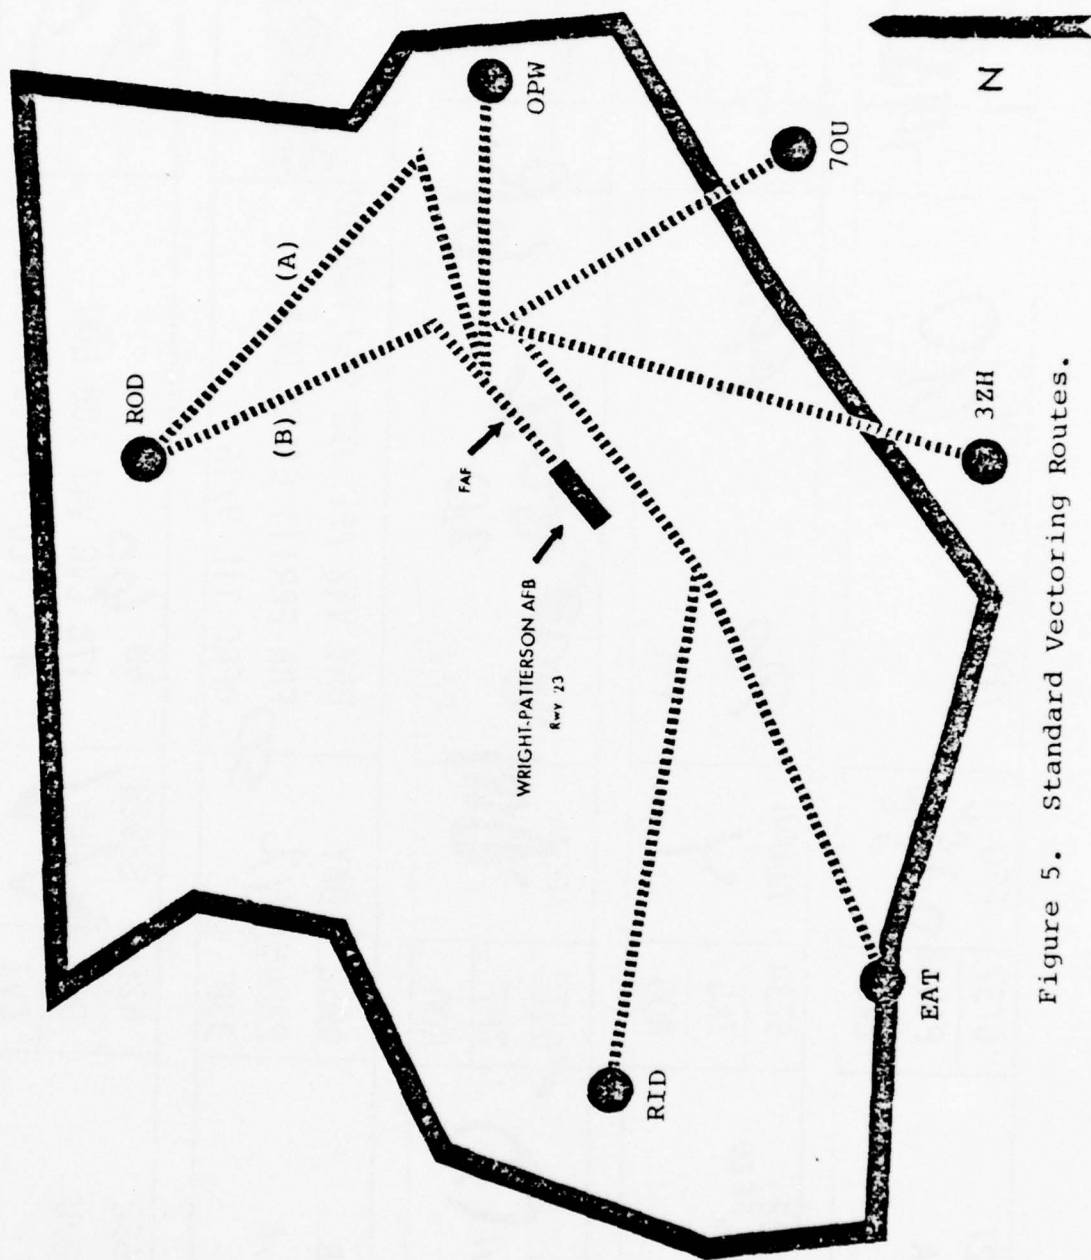 ROD
(A)
(B)
OPW
FAF
WRIGHT-PATTERSON AFB
Rwy 23
7OU
RID
3ZH
EAT
N
Figure 5. Standard Vectoring Routes.